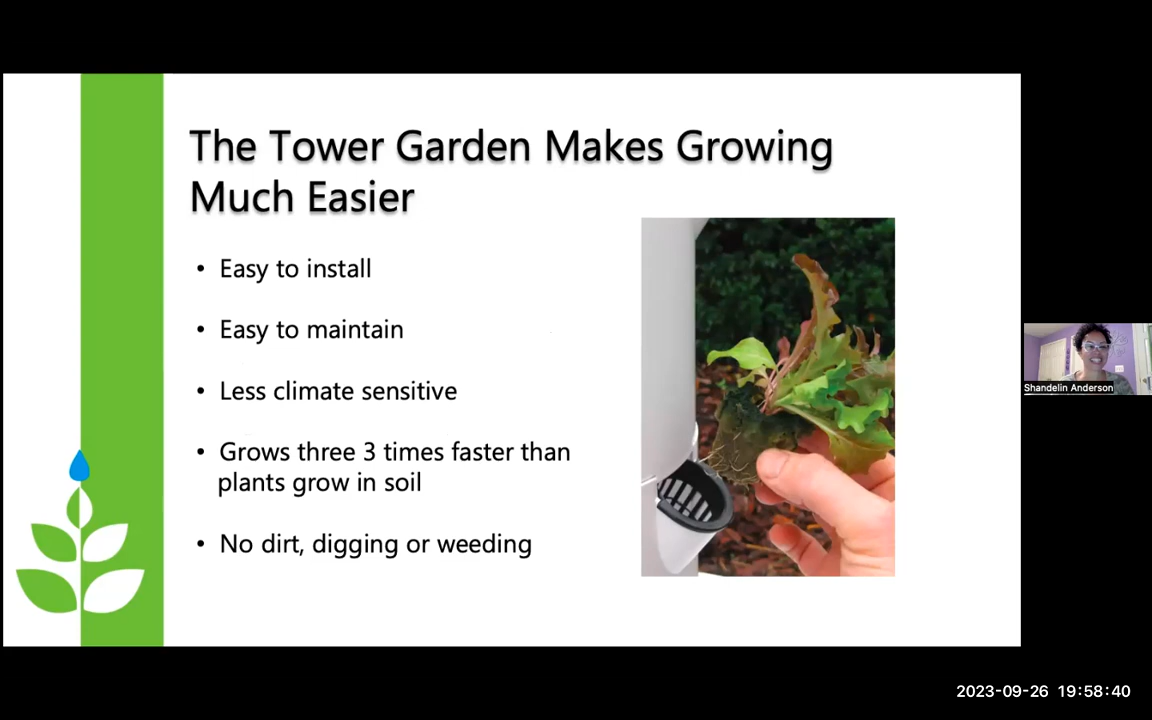 The Tower Garden Makes Growing
Much Easier
• Easy to install
• Easy to maintain
• Less climate sensitive
• Grows three 3 times faster than
plants grow in soil
• No dirt, digging or weeding
Shandelin Anderson
2023-09-26 19:58:40